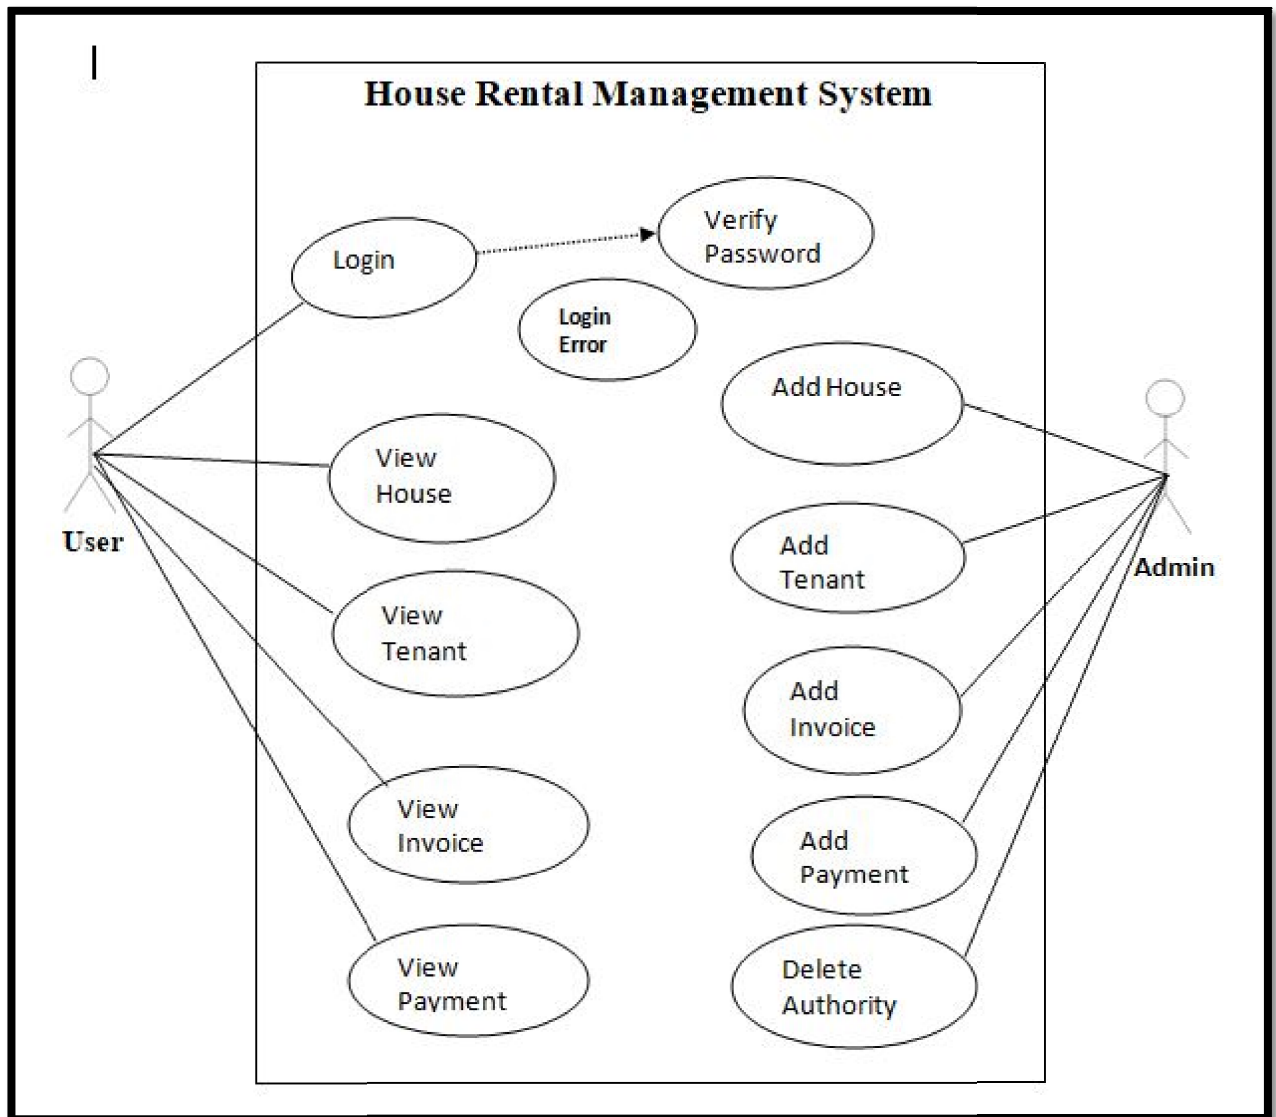 House Rental Management System
Login
Verify
Password
Login
Error
Add House
View
House
User
Add
Tenant
Admin
View
Tenant
Add
Invoice
View
Invoice
Add
Payment
View
Payment
Delete
Authority